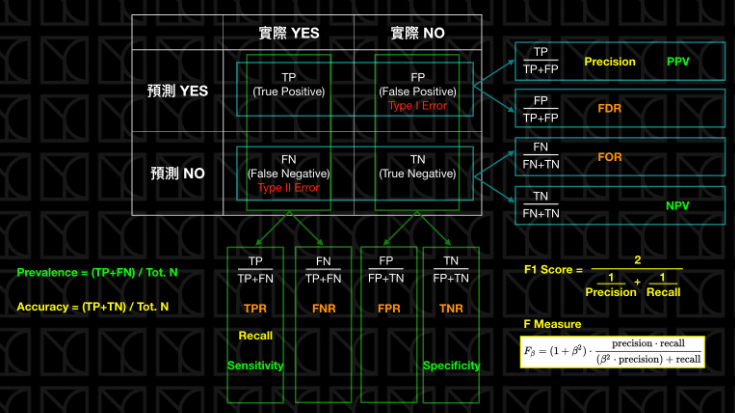 實際 YES
實際 NO
預測 YES
TP
(True Positive)
FP
(False Positive)
Type I Error
預測 NO
FN
(False Negative)
Type II Error
TN
(True Negative)
TP
TP+FP
Precision
PPV
FP
TP+FP
FDR
FN
FN+TN
FOR
TN
FN+TN
NPV
TP
TP+FN
TPR
Recall
Sensitivity
FN
TP+FN
FNR
FP
FP+TN
FPR
TN
FP+TN
TNR
Specificity
Prevalence = (TP+FN) / Tot. N
Accuracy = (TP+TN) / Tot. N
F1 Score =
2
1
Precision
+
1
Recall
F Measure
Fβ = (1 + β²) · precision · recall
(β² · precision) + recall